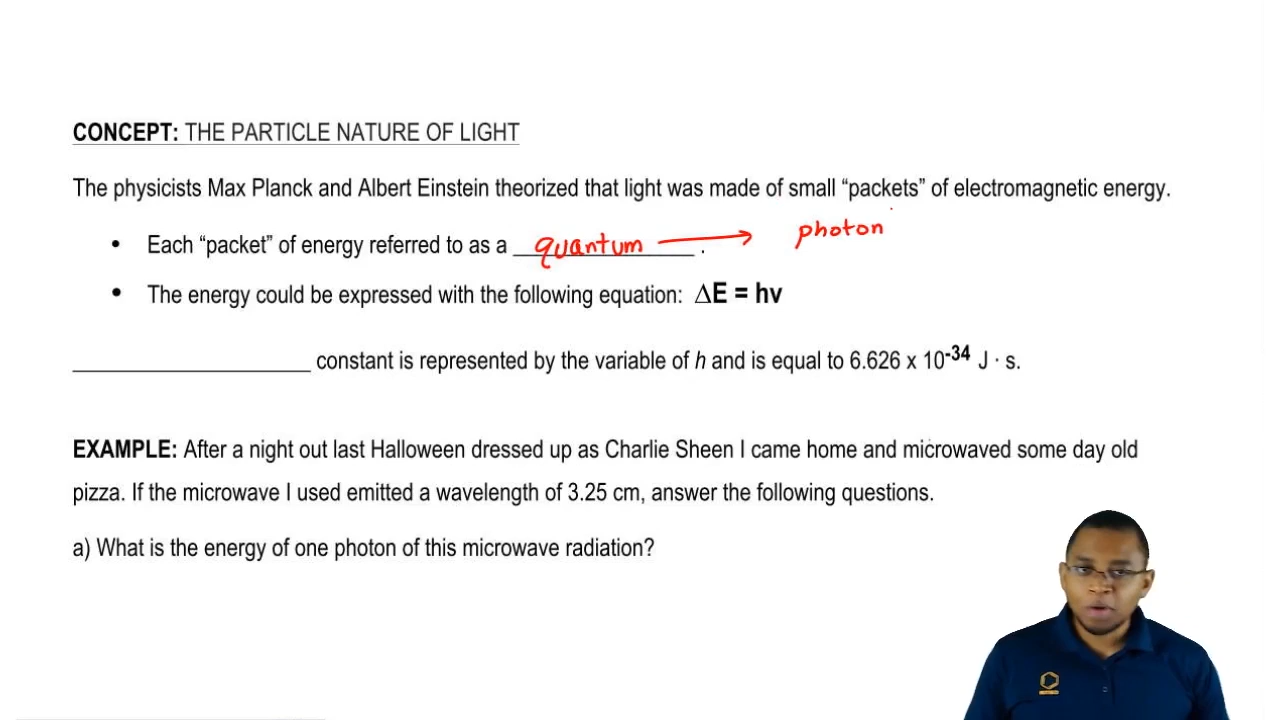 CONCEPT: THE PARTICLE NATURE OF LIGHT
The physicists Max Planck and Albert Einstein theorized that light was made of small “packets” of electromagnetic energy.
• Each “packet” of energy referred to as a quantum. → photon
• The energy could be expressed with the following equation: ΔE = hv
____________________ constant is represented by the variable of h and is equal to 6.626 x 10⁻³⁴ J · s.
EXAMPLE: After a night out last Halloween dressed up as Charlie Sheen I came home and microwaved some day old
pizza. If the microwave I used emitted a wavelength of 3.25 cm, answer the following questions.
a) What is the energy of one photon of this microwave radiation?